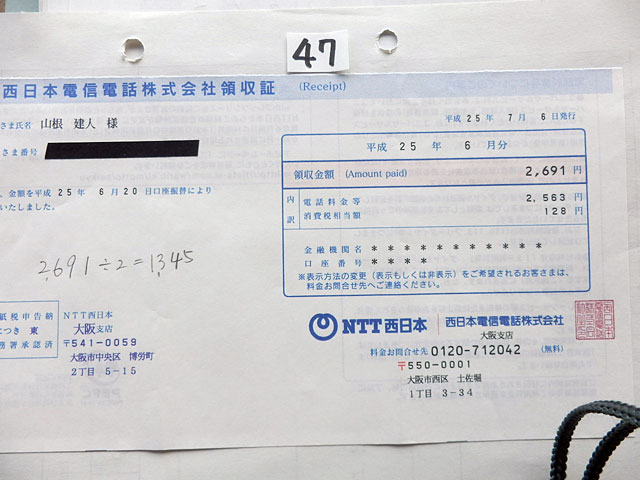 47
西日本電信電話株式会社領収証 (Receipt)
さま氏名 山根 建人 様
さま番号
平成 25年 7月 6日発行
平成 25 年 6 月分
領収金額 (Amount paid) 2,691 円
内訳 電話料金等 2,563 円
消費税相当額 128 円
、金額を平成 25年 6月20日口座振替により
いたしました。
金融機関名 * * * * * * * * * * *
口座番号 * * * *
※表示方法の変更(表示もしくは非表示)をご希望されるお客さまは、
料金お問合せ先へご連絡ください。
2,691÷2=1,345
紙税申告納
につき 東
務署承認済
NTT西日本
大阪支店
〒541-0059
大阪市中央区 博労町
2丁目 5-15
NTT西日本 西日本電信電話株式会社
大阪支店
料金お問合せ先 0120-712042 (無料)
〒550-0001
大阪市西区 土佐堀
1丁目 3-34